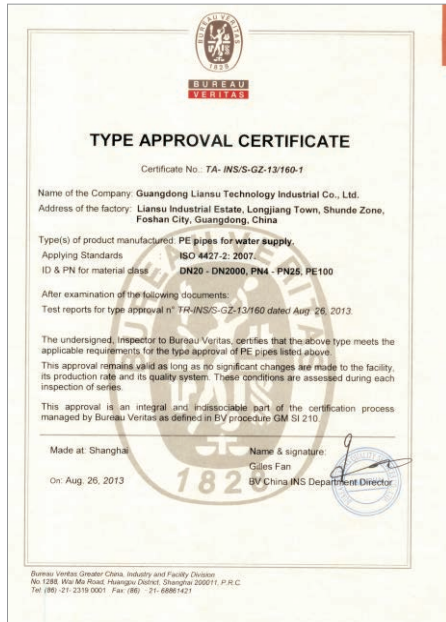 BUREAU VERITAS
1828
BUREAU
VERITAS
TYPE APPROVAL CERTIFICATE
Certificate No.: TA- INS/S-GZ-13/160-1
Name of the Company: Guangdong Liansu Technology Industrial Co., Ltd.
Address of the factory: Liansu Industrial Estate, Longjiang Town, Shunde Zone,
Foshan City, Guangdong, China
Type(s) of product manufactured: PE pipes for water supply.
Applying Standards ISO 4427-2: 2007.
ID & PN for material class DN20 - DN2000, PN4 - PN25, PE100
After examination of the following documents:
Test reports for type approval n° TR-INS/S-GZ-13/160 dated Aug. 26, 2013.
The undersigned, Inspector to Bureau Veritas, certifies that the above type meets the
applicable requirements for the type approval of PE pipes listed above.
This approval remains valid as long as no significant changes are made to the facility,
its production rate and its quality system. These conditions are assessed during each
inspection of series.
This approval is an integral and indissociable part of the certification process
managed by Bureau Veritas as defined in BV procedure GM SI 210.
Made at: Shanghai Name & signature:
Gilles Fan
On: Aug. 26, 2013 BV China INS Department Director
1828
Bureau Veritas Greater China, Industry and Facility Division
No.1288, Wai Ma Road, Huangpu District, Shanghai 200011, P.R.C.
Tel: (86) -21- 2319 0001 Fax: (86) 21- 68861421